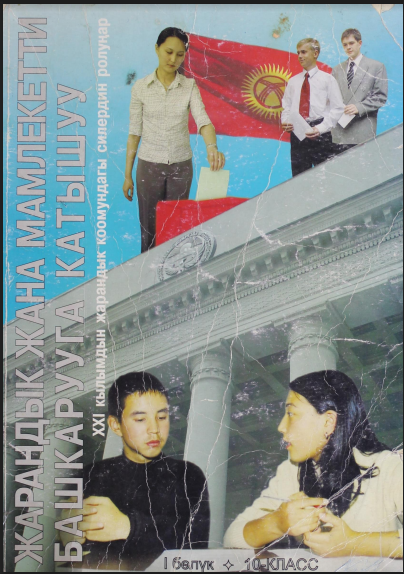 ЖАРАНДЫК ЖАНА МАМЛЕКЕТТИ
БАШКАРУУГА КАТЫШУУ
XXI кылымдын жарандык коомундагы силердин ролуңар
I бөлүк ✧ 10-КЛАСС